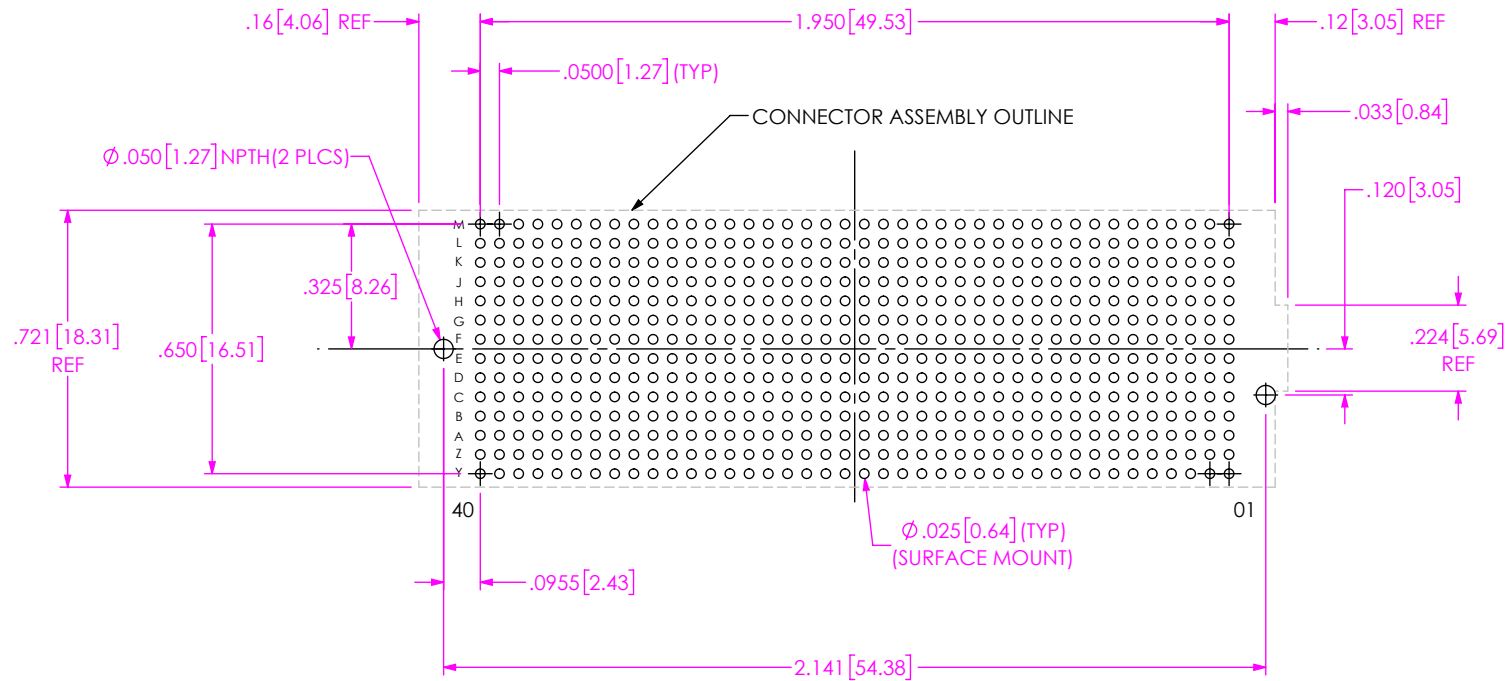 .16[4.06] REF
1.950[49.53]
.12[3.05] REF
.0500[1.27](TYP)
CONNECTOR ASSEMBLY OUTLINE
.033[0.84]
Ø.050[1.27]NPTH(2 PLCS)
.120[3.05]
M
L
K
J
H
G
F
E
D
C
B
A
Z
Y
.325[8.26]
.721[18.31]
REF
.650[16.51]
.224[5.69]
REF
40
01
Ø.025[0.64](TYP)
(SURFACE MOUNT)
.0955[2.43]
2.141[54.38]